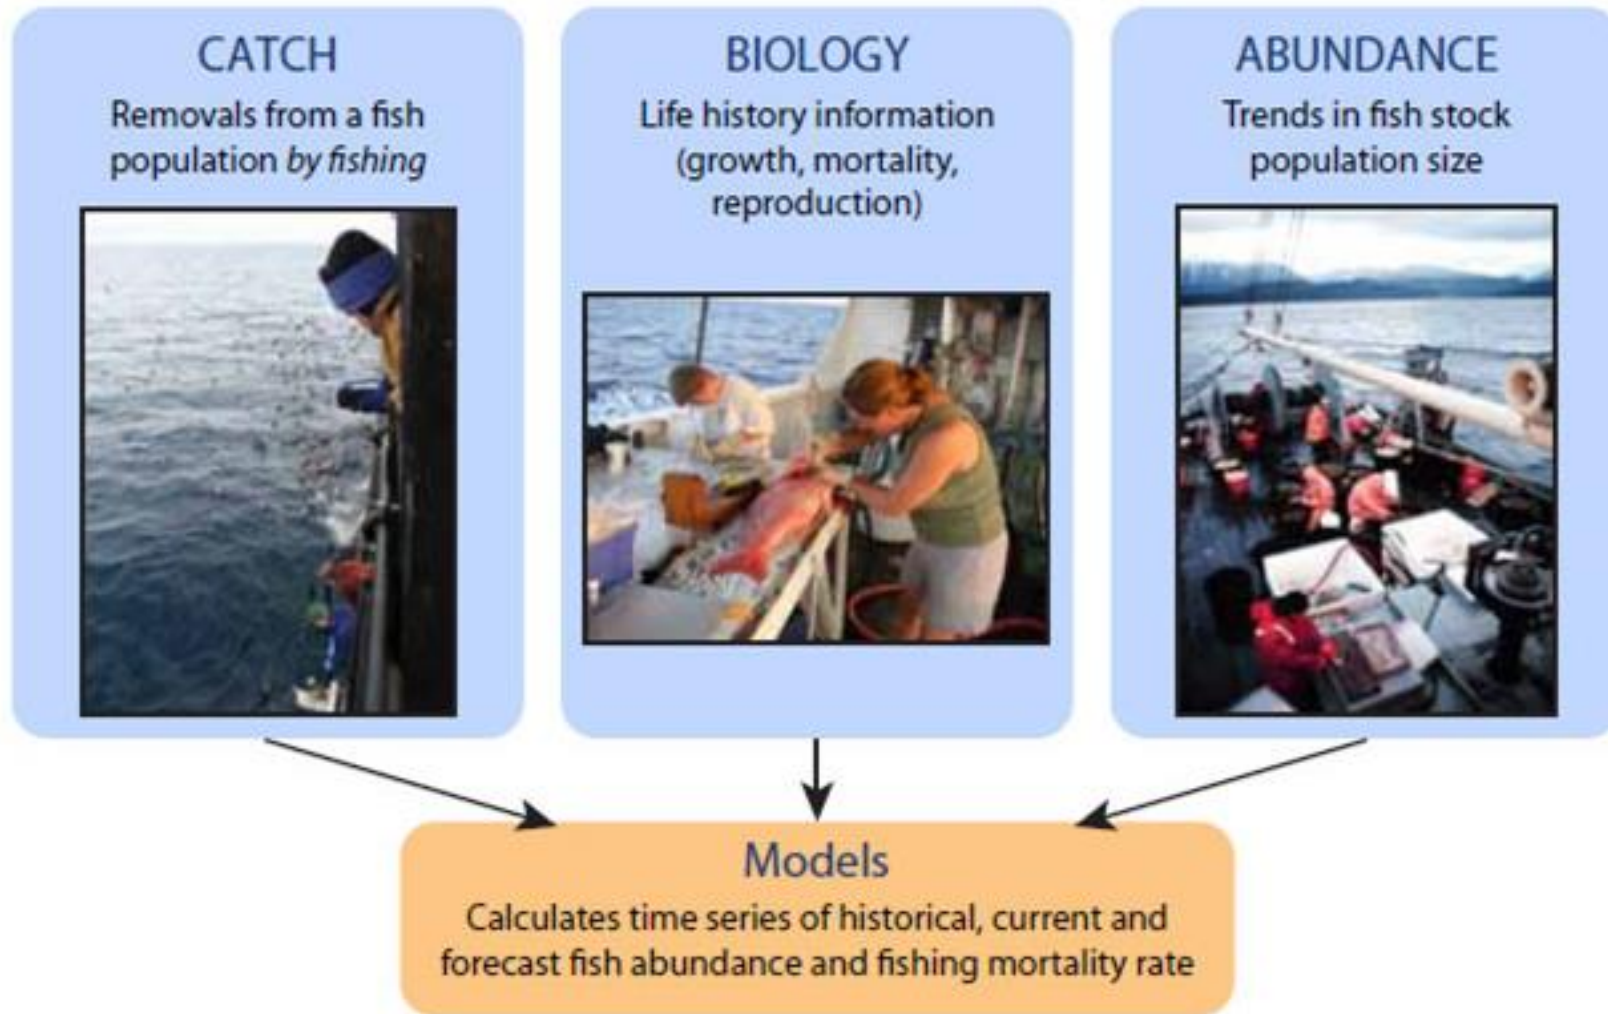 CATCH
Removals from a fish
population by fishing
BIOLOGY
Life history information
(growth, mortality,
reproduction)
ABUNDANCE
Trends in fish stock
population size
Models
Calculates time series of historical, current and
forecast fish abundance and fishing mortality rate